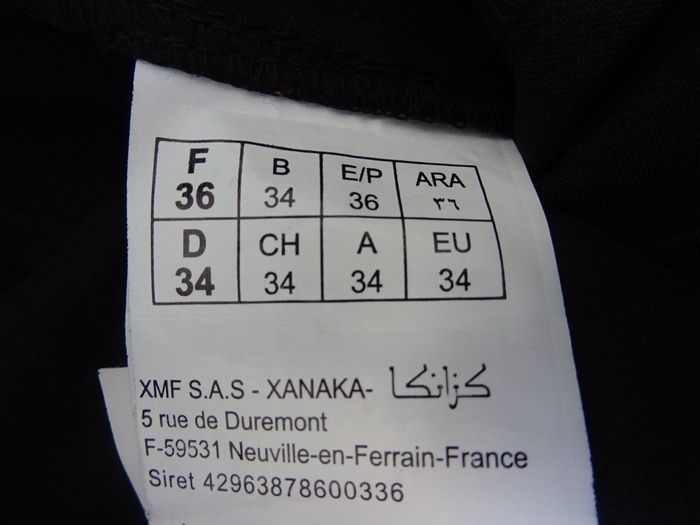 F B E/P ARA
36 34 36 ٣٦
D CH A EU
34 34 34 34
XMF S.A.S - XANAKA- كزانكا
5 rue de Duremont
F-59531 Neuville-en-Ferrain-France
Siret 42963878600336